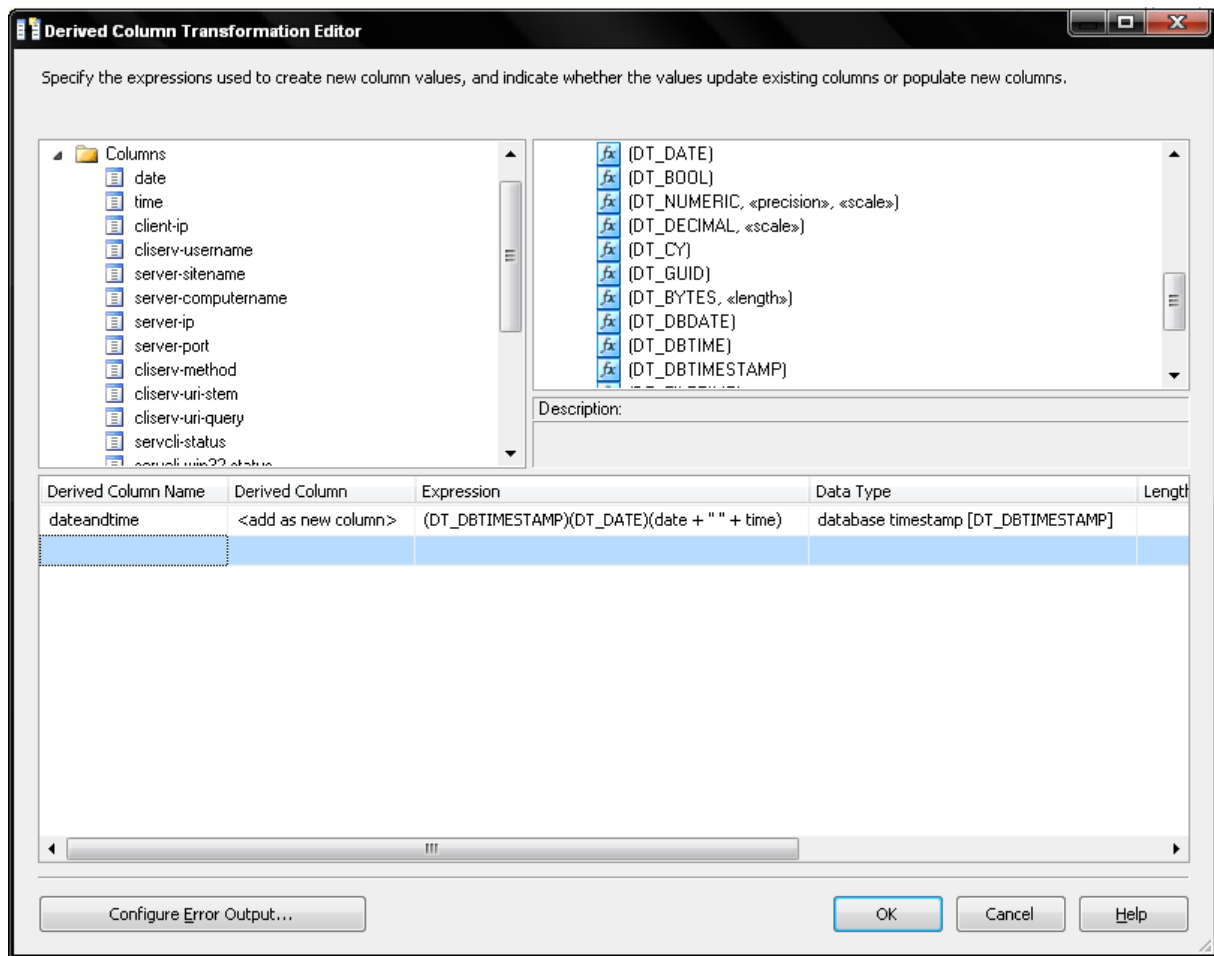 Derived Column Transformation Editor
Specify the expressions used to create new column values, and indicate whether the values update existing columns or populate new columns.
Columns
date
time
client-ip
cliserv-username
server-sitename
server-computername
server-ip
server-port
cliserv-method
cliserv-uri-stem
cliserv-uri-query
servcli-status
(DT_DATE)
(DT_BOOL)
(DT_NUMERIC, «precision», «scale»)
(DT_DECIMAL, «scale»)
(DT_CY)
(DT_GUID)
(DT_BYTES, «length»)
(DT_DBDATE)
(DT_DBTIME)
(DT_DBTIMESTAMP)
Description:
Derived Column Name Derived Column Expression Data Type Length
dateandtime <add as new column> (DT_DBTIMESTAMP)(DT_DATE)(date + " " + time) database timestamp [DT_DBTIMESTAMP]
Configure Error Output... OK Cancel Help